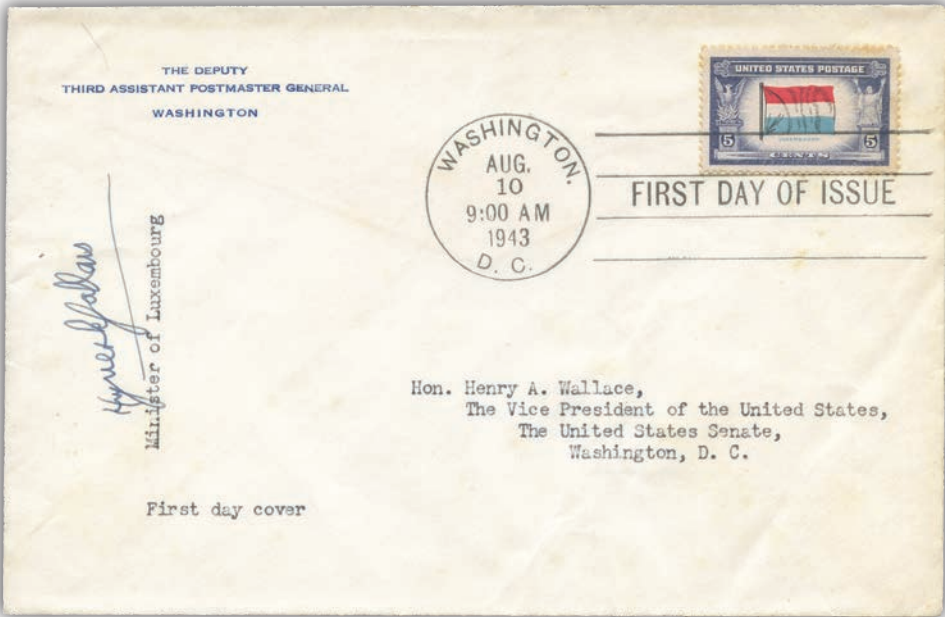 THE DEPUTY
THIRD ASSISTANT POSTMASTER GENERAL
WASHINGTON
UNITED STATES POSTAGE
5 5
CENTS
WASHINGTON.
AUG.
10
9:00 AM
1943
D. C.
FIRST DAY OF ISSUE
Minister of Luxembourg
Hon. Henry A. Wallace,
The Vice President of the United States,
The United States Senate,
Washington, D. C.
First day cover